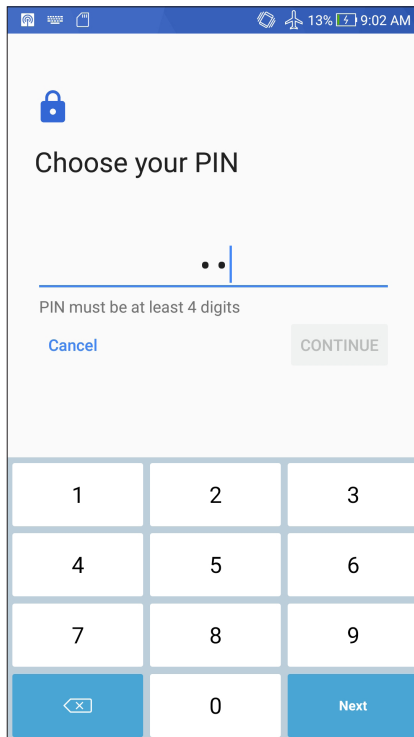 13% 9:02 AM
Choose your PIN
PIN must be at least 4 digits
Cancel CONTINUE
1 2 3
4 5 6
7 8 9
0 Next